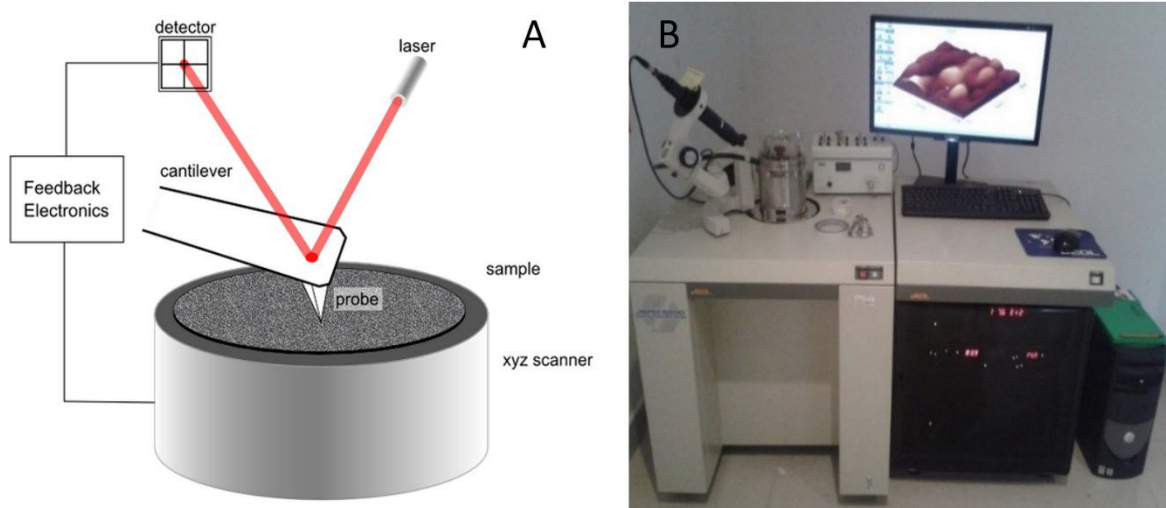 A
detector
laser
cantilever
Feedback
Electronics
sample
probe
xyz scanner
B